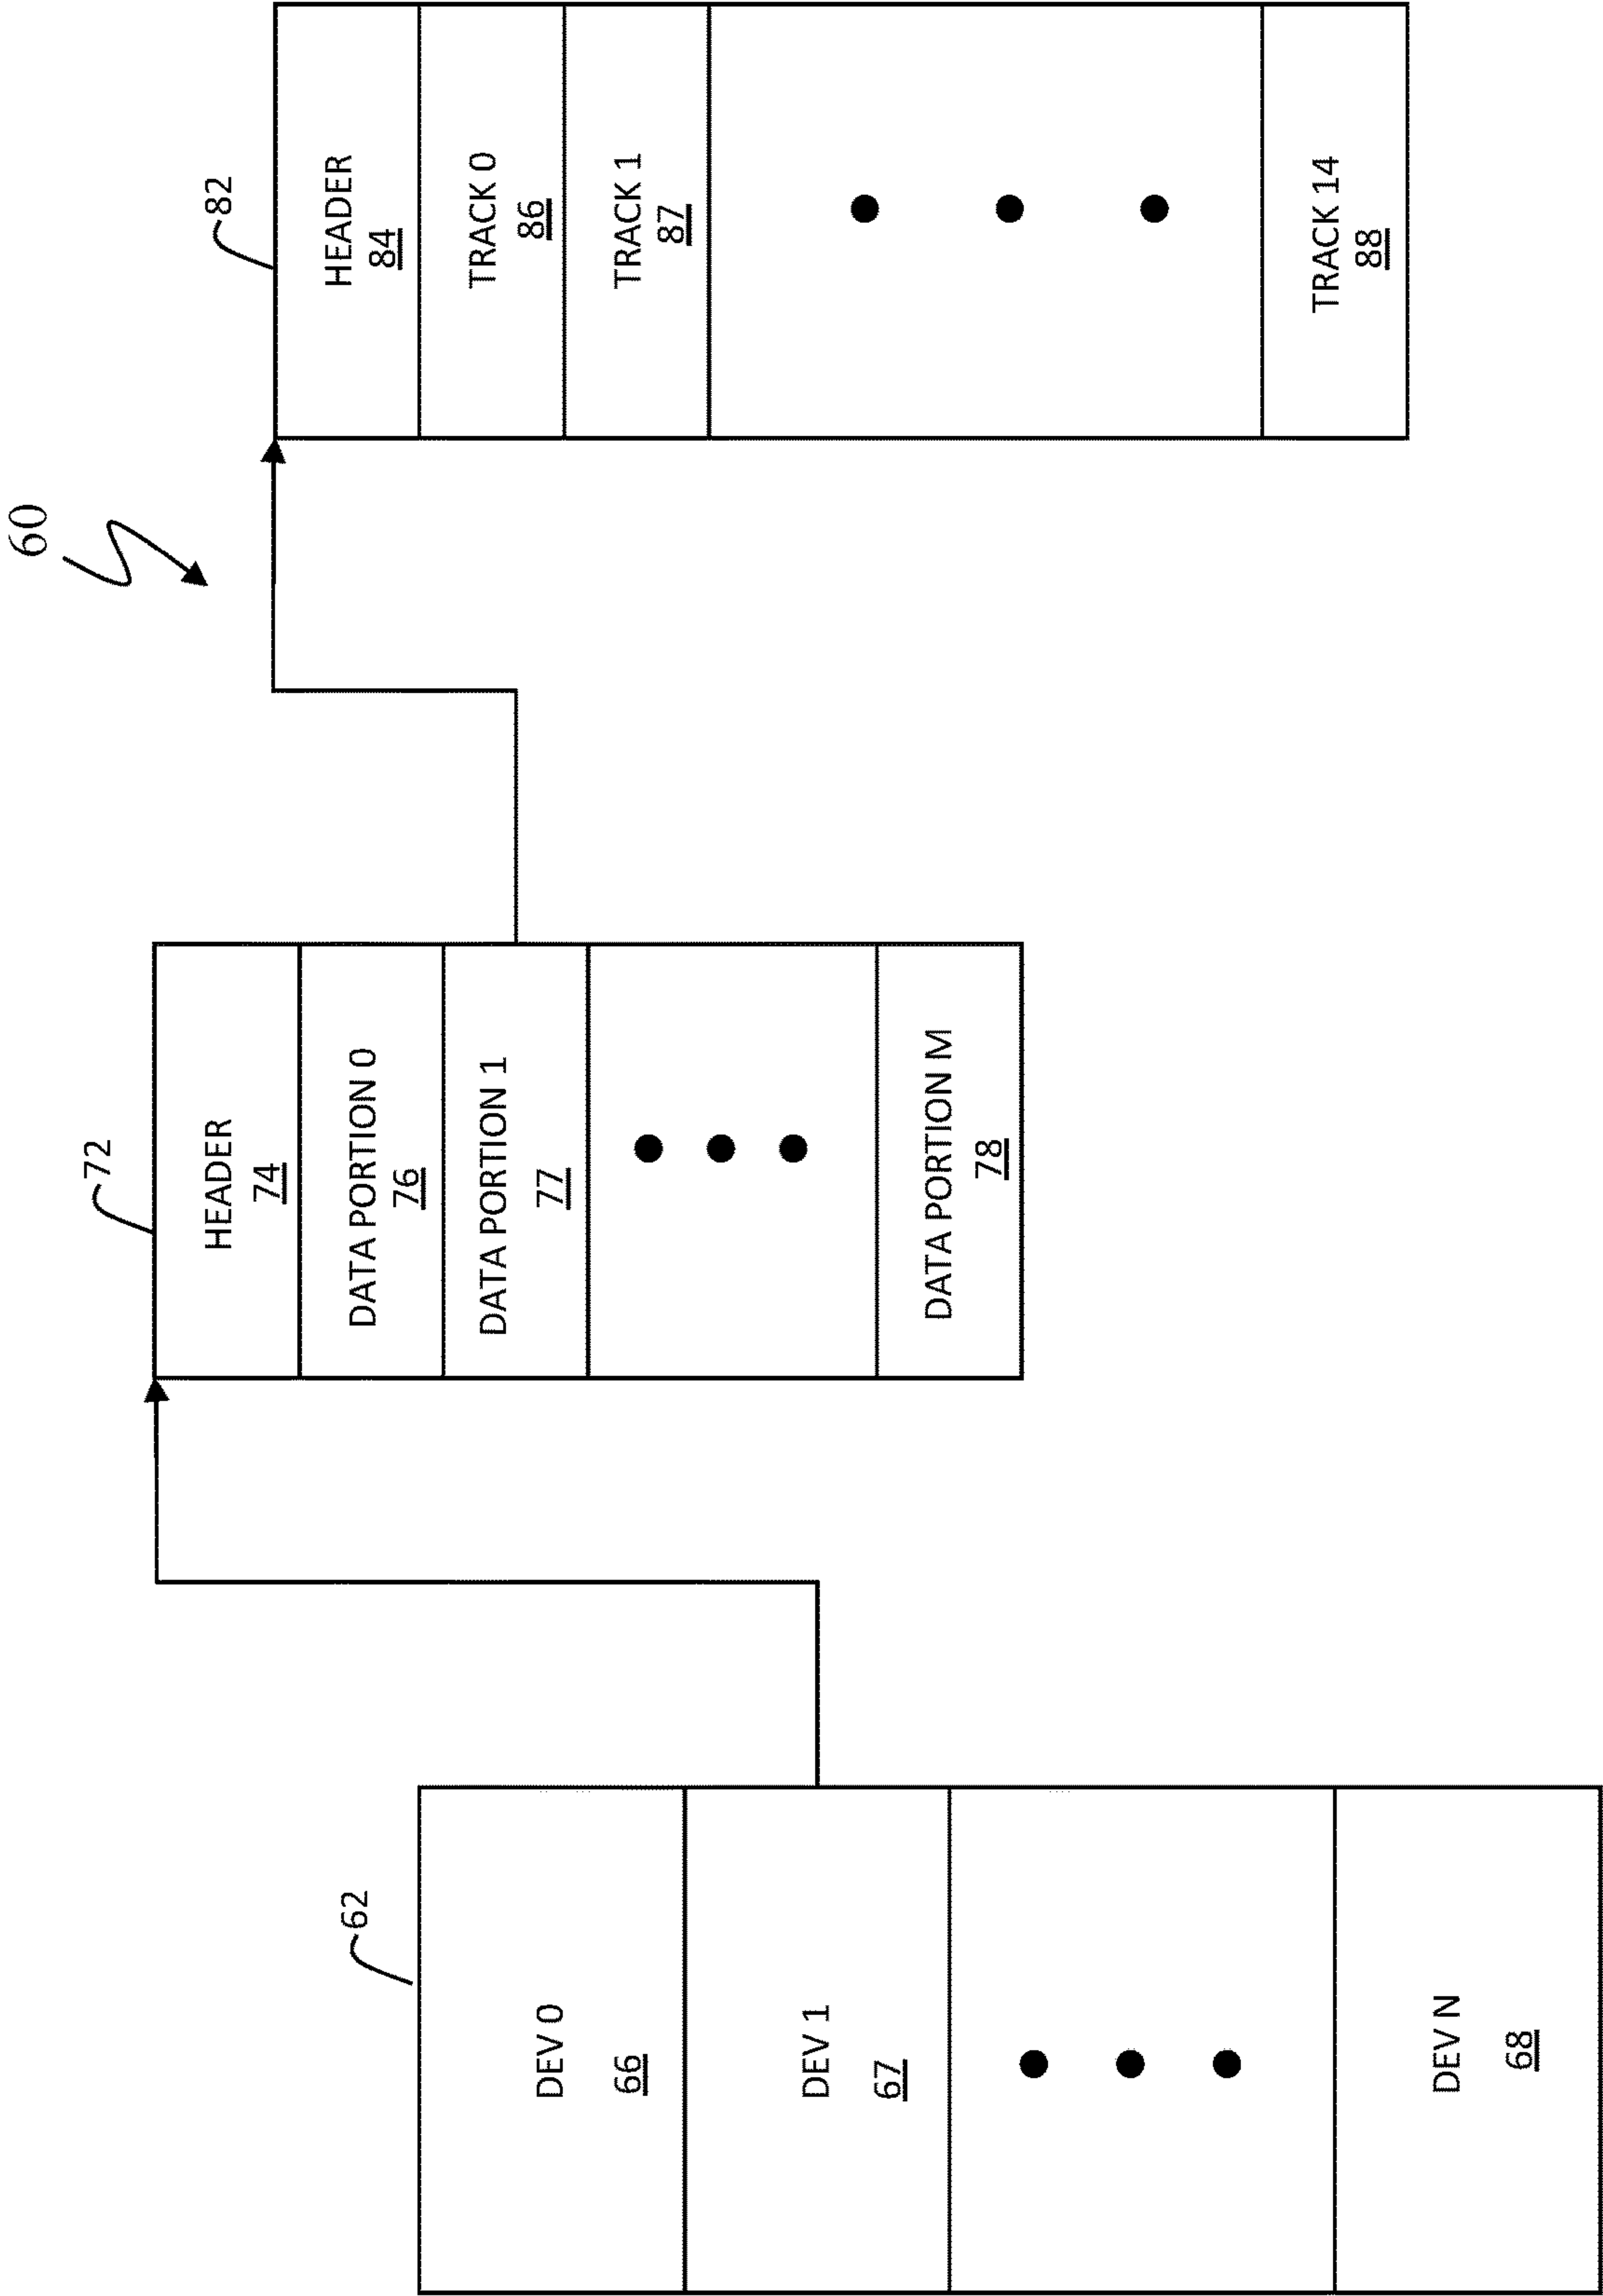 60
62
DEV 0
66
DEV 1
67
DEV N
68
72
HEADER
74
DATA PORTION 0
76
DATA PORTION 1
77
DATA PORTION M
78
82
HEADER
84
TRACK 0
86
TRACK 1
87
TRACK 14
88